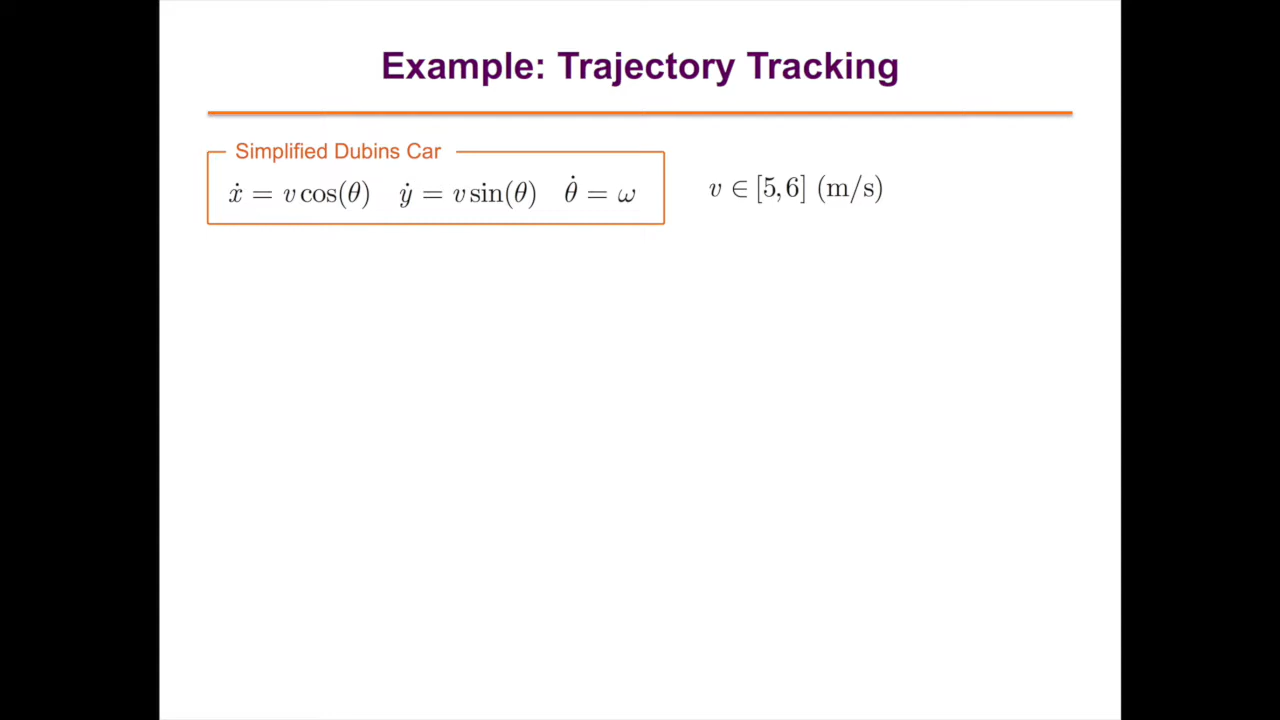 Example: Trajectory Tracking
Simplified Dubins Car
ẋ = v cos(θ) ẏ = v sin(θ) θ̇ = ω
v ∈ [5, 6] (m/s)